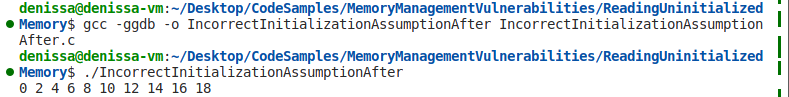 denissa@denissa-vm:~/Desktop/CodeSamples/MemoryManagementVulnerabilities/ReadingUninitialized
Memory$ gcc -ggdb -o IncorrectInitializationAssumptionAfter IncorrectInitializationAssumption
After.c
denissa@denissa-vm:~/Desktop/CodeSamples/MemoryManagementVulnerabilities/ReadingUninitialized
Memory$ ./IncorrectInitializationAssumptionAfter
0 2 4 6 8 10 12 14 16 18